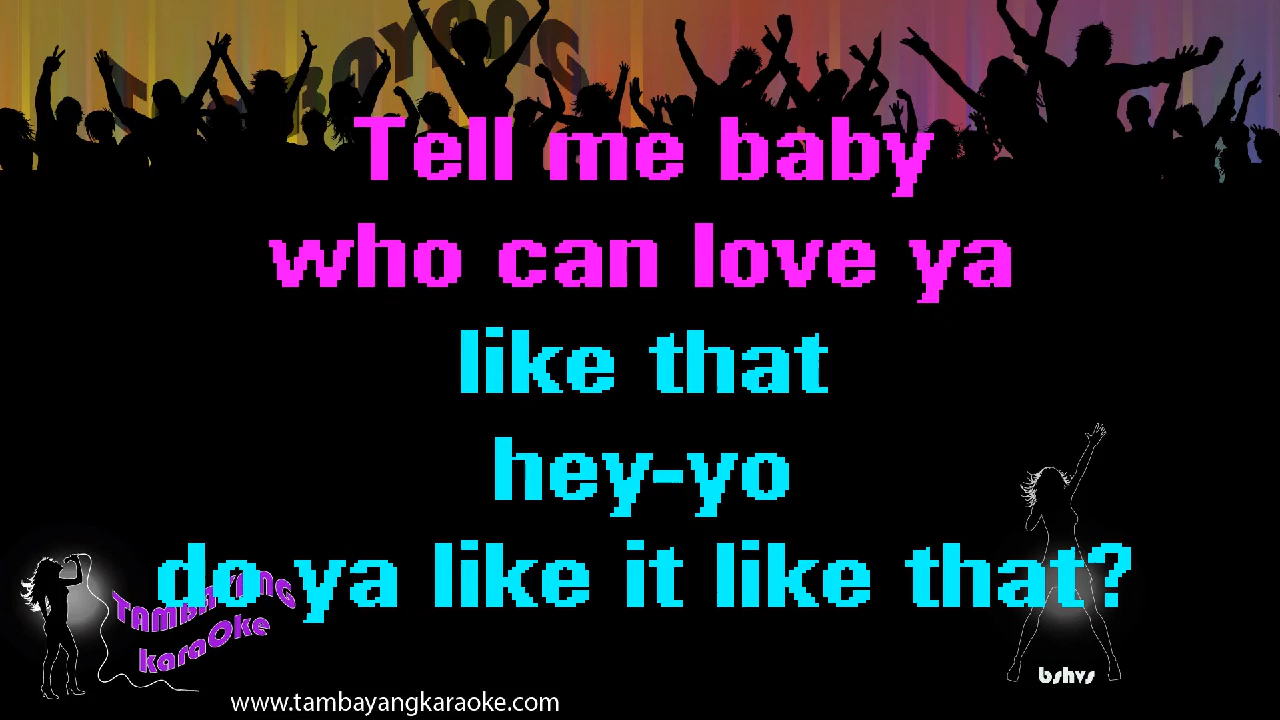 TAMBAYANG
Tell me baby
who can love ya
like that
hey-yo
do ya like it like that?
TAMBAYANG
karaOke
bshvs
www.tambayangkaraoke.com